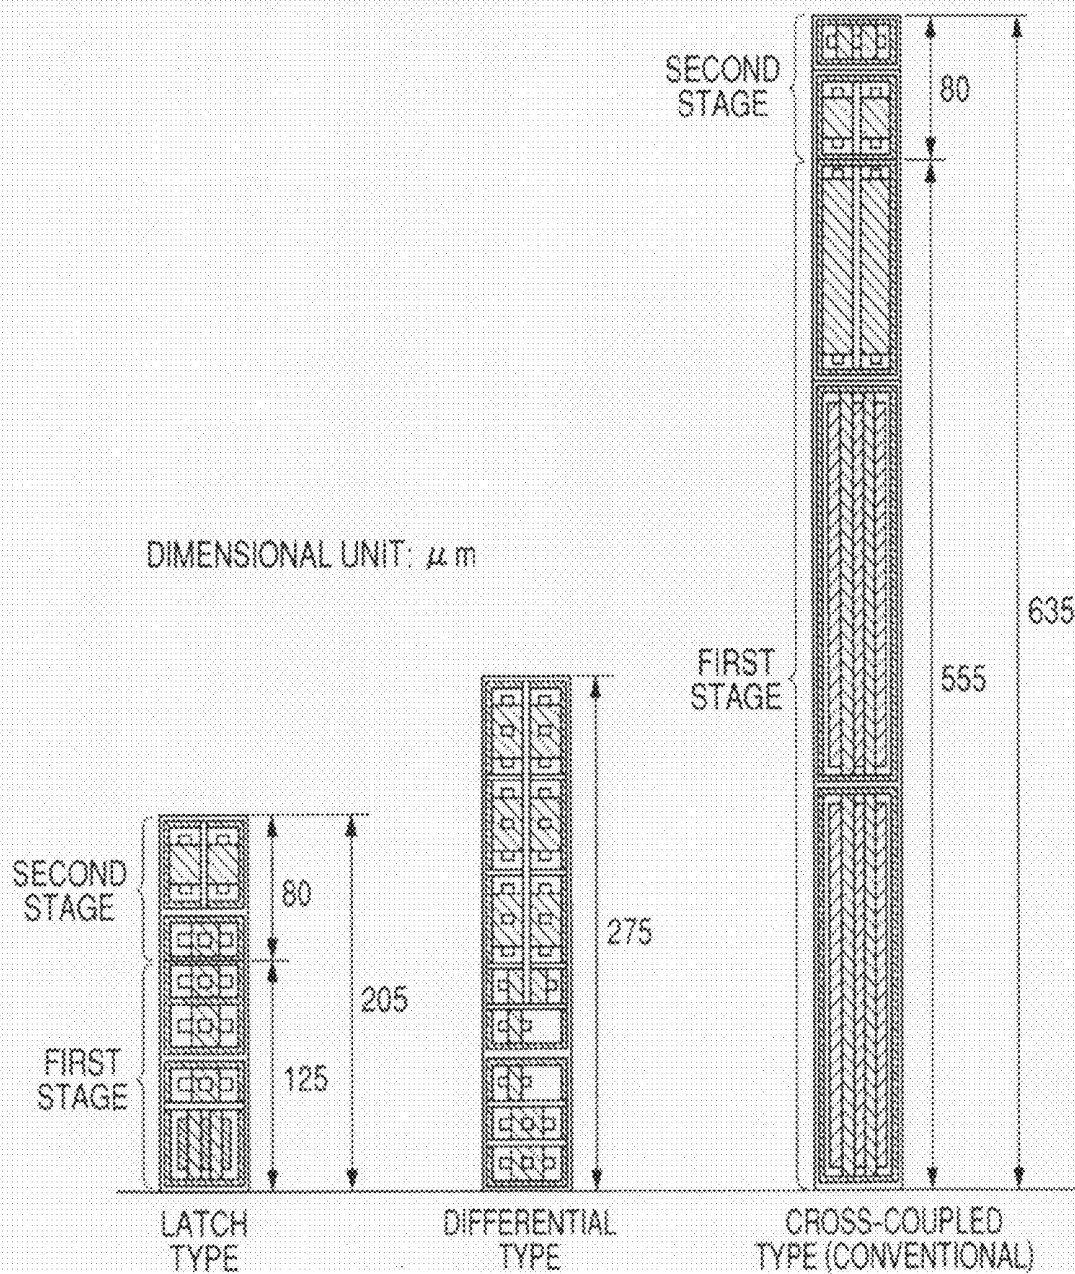 SECOND
STAGE
80
DIMENSIONAL UNIT: μm
635
FIRST
STAGE
555
SECOND
STAGE
80
275
205
FIRST
STAGE
125
LATCH
TYPE
DIFFERENTIAL
TYPE
CROSS-COUPLED
TYPE (CONVENTIONAL)